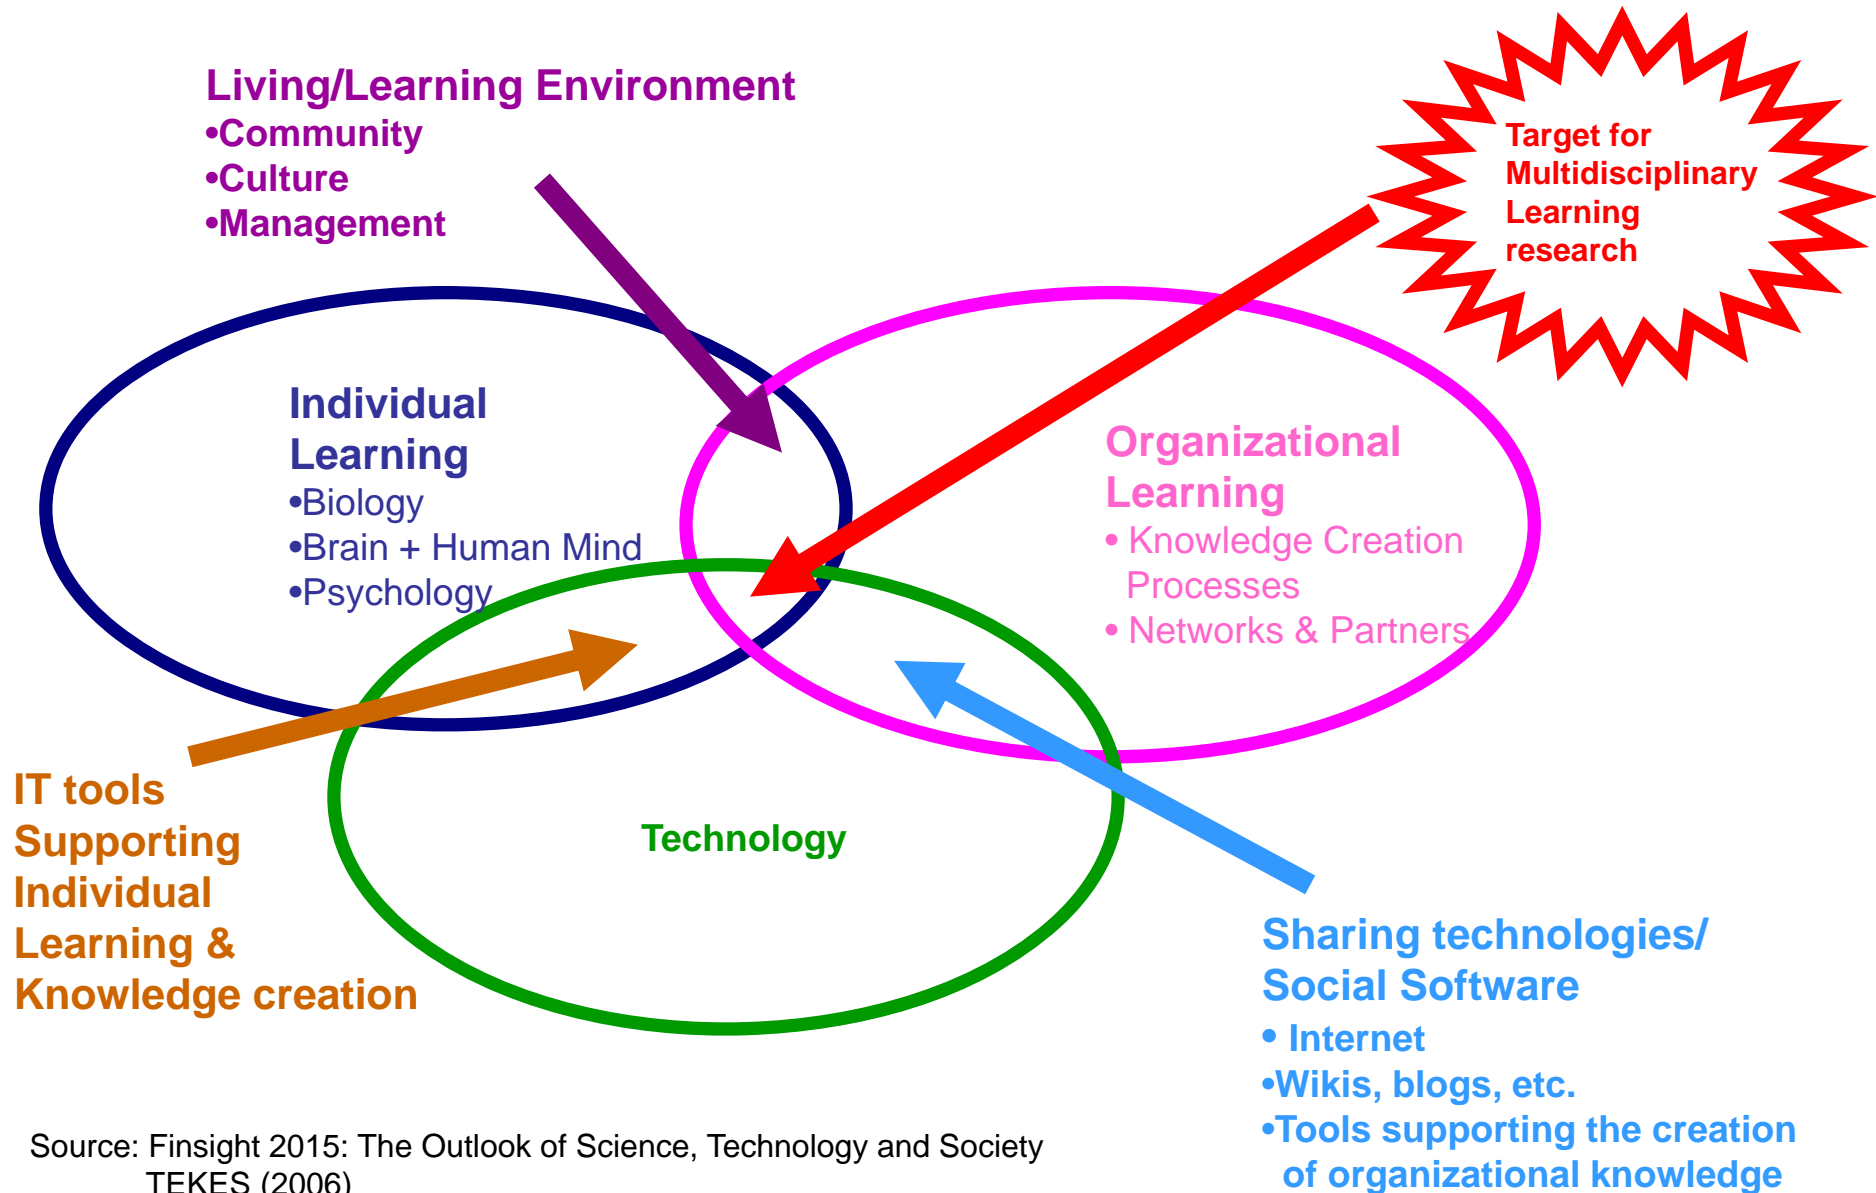 Living/Learning Environment
•Community
•Culture
•Management
Target for
Multidisciplinary
Learning
research
Individual
Learning
•Biology
•Brain + Human Mind
•Psychology
Organizational
Learning
• Knowledge Creation
Processes
• Networks & Partners
IT tools
Supporting
Individual
Learning &
Knowledge creation
Technology
Sharing technologies/
Social Software
• Internet
•Wikis, blogs, etc.
•Tools supporting the creation
of organizational knowledge
Source: Finsight 2015: The Outlook of Science, Technology and Society
TEKES (2006)